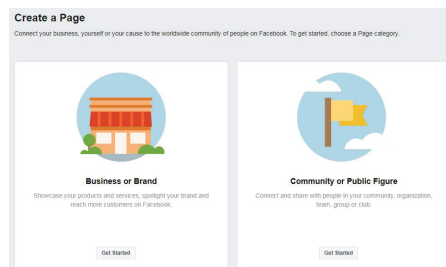 Create a Page
Connect your business, yourself or your cause to the worldwide community of people on Facebook. To get started, choose a Page category.
Business or Brand
Showcase your products and services, spotlight your brand and
reach more customers on Facebook.
Get Started
Community or Public Figure
Connect and share with people in your community, organization,
team, group or club.
Get Started